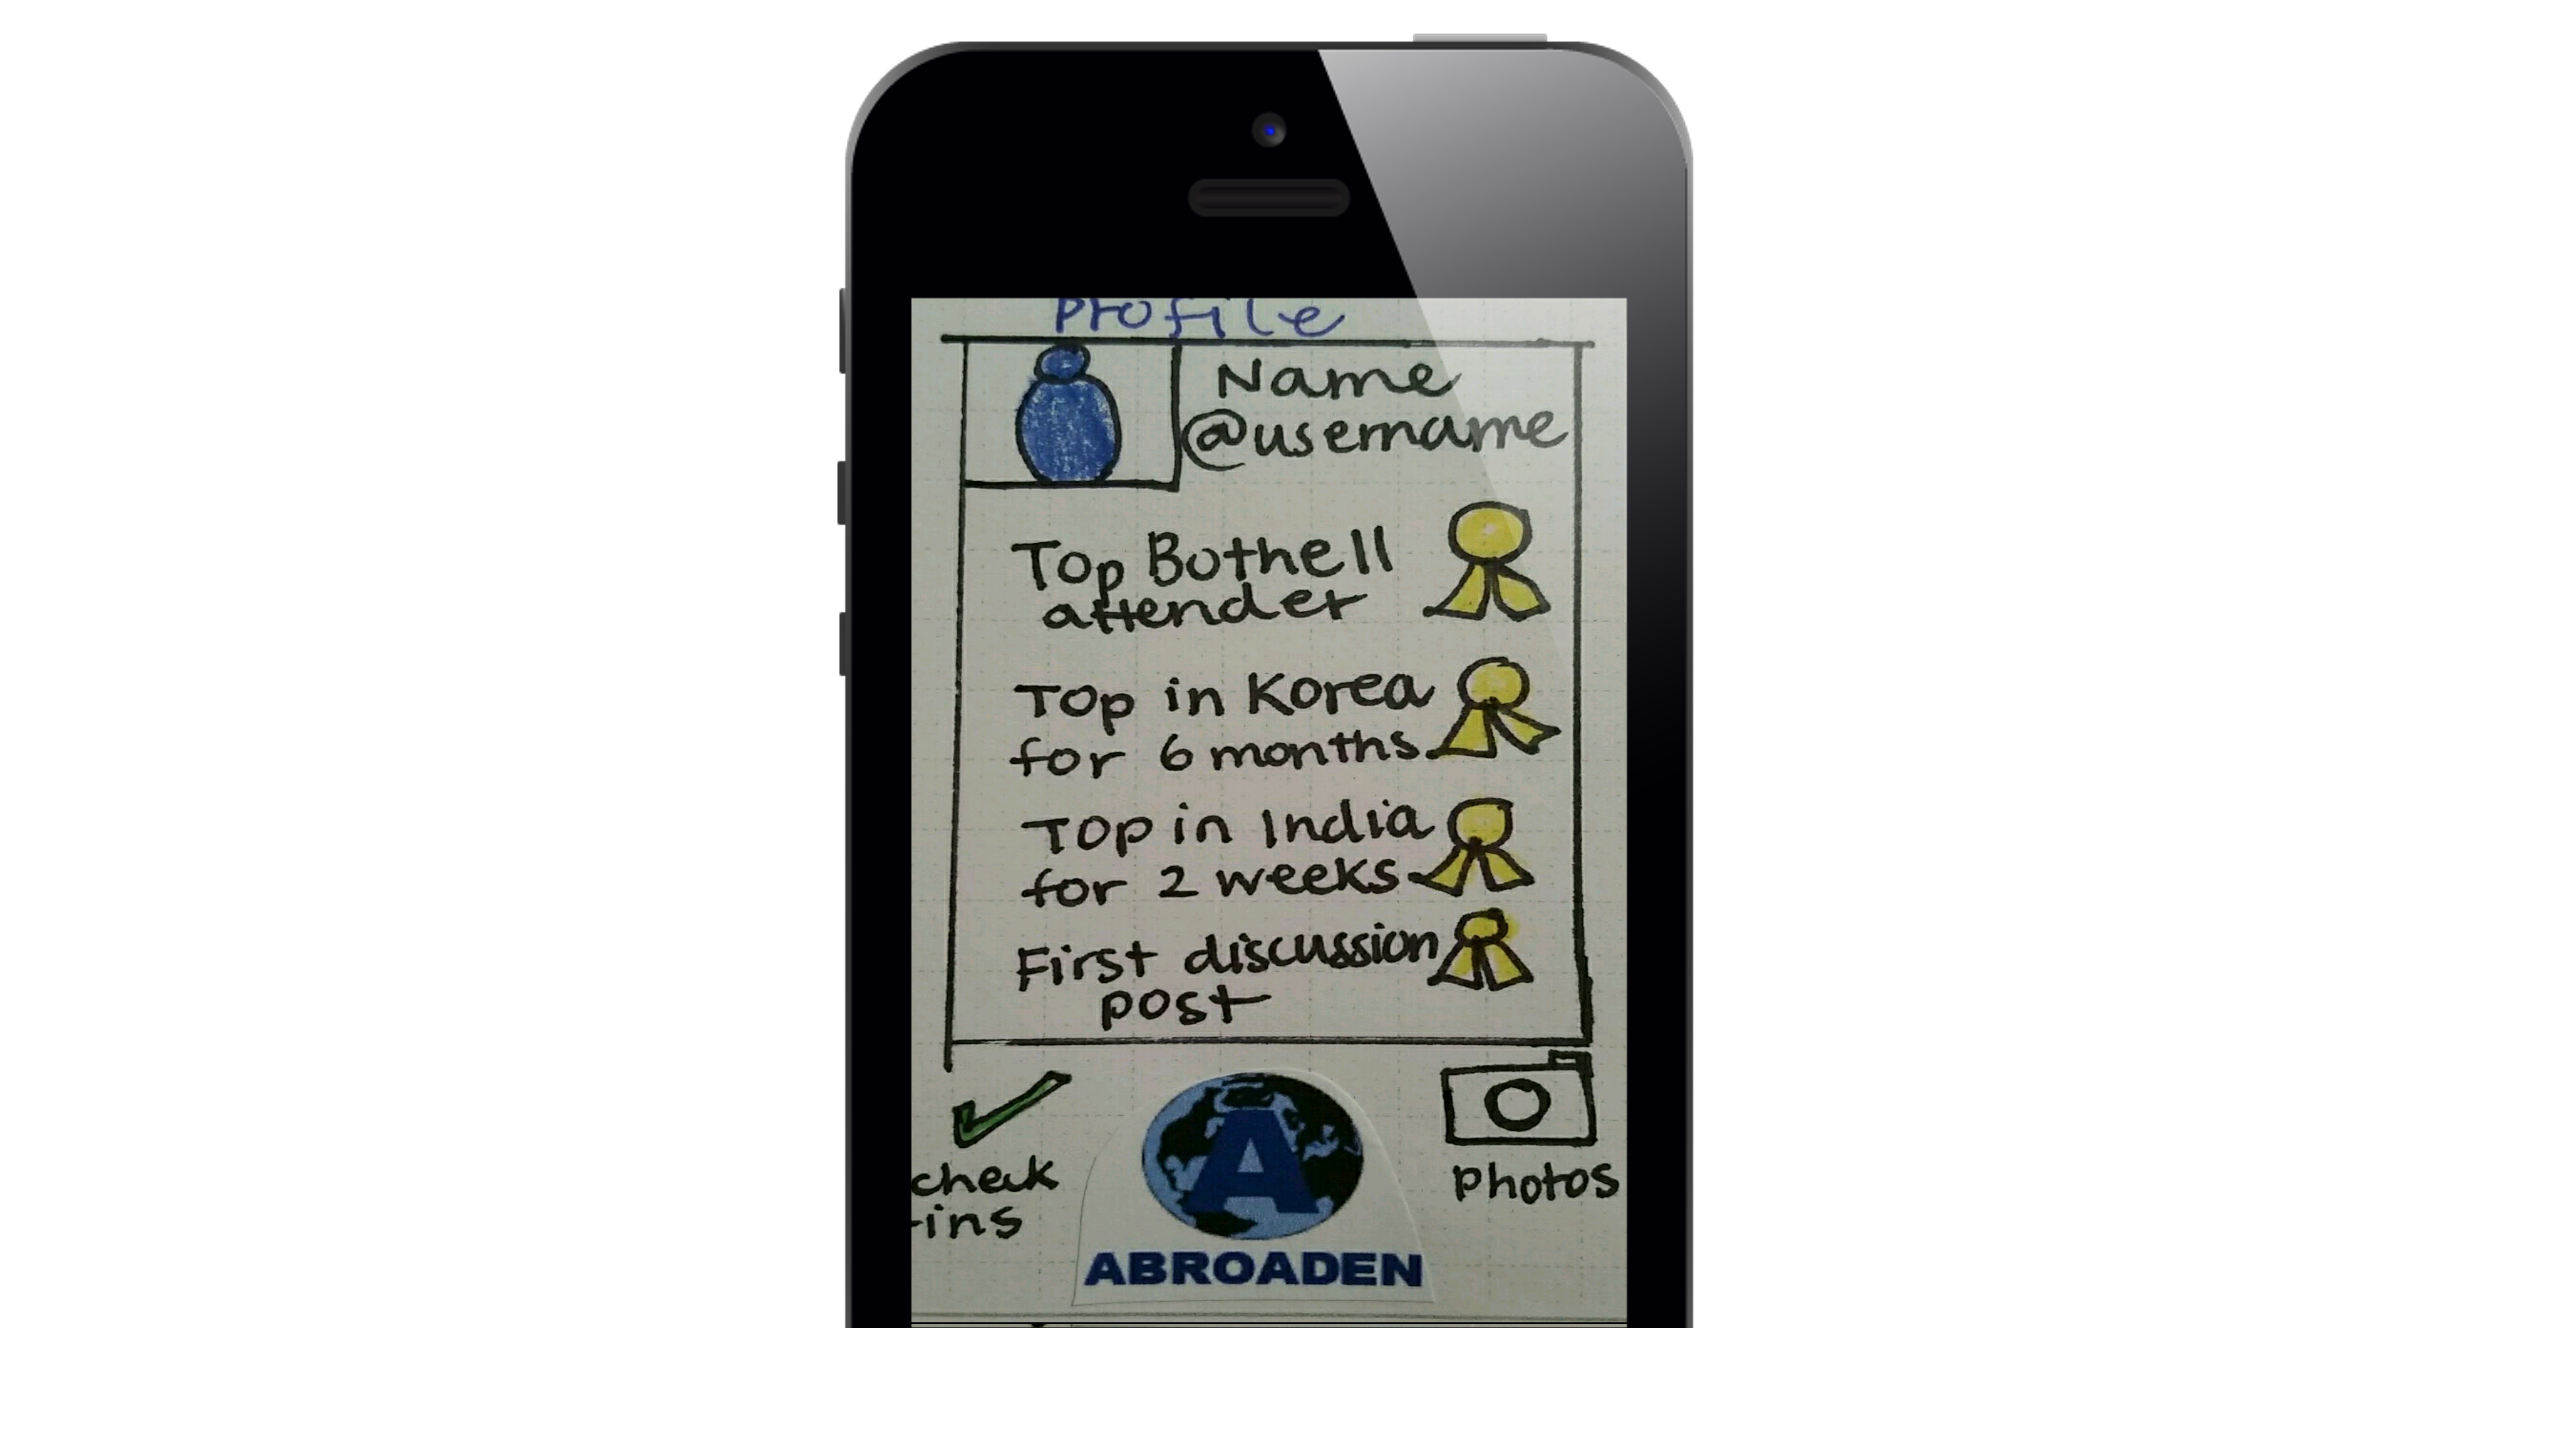 Profile
Name
@username
Top Bothell
attender
Top in Korea
for 6 months
Top in India
for 2 weeks
First discussion
post
check
-ins
A
photos
ABROADEN